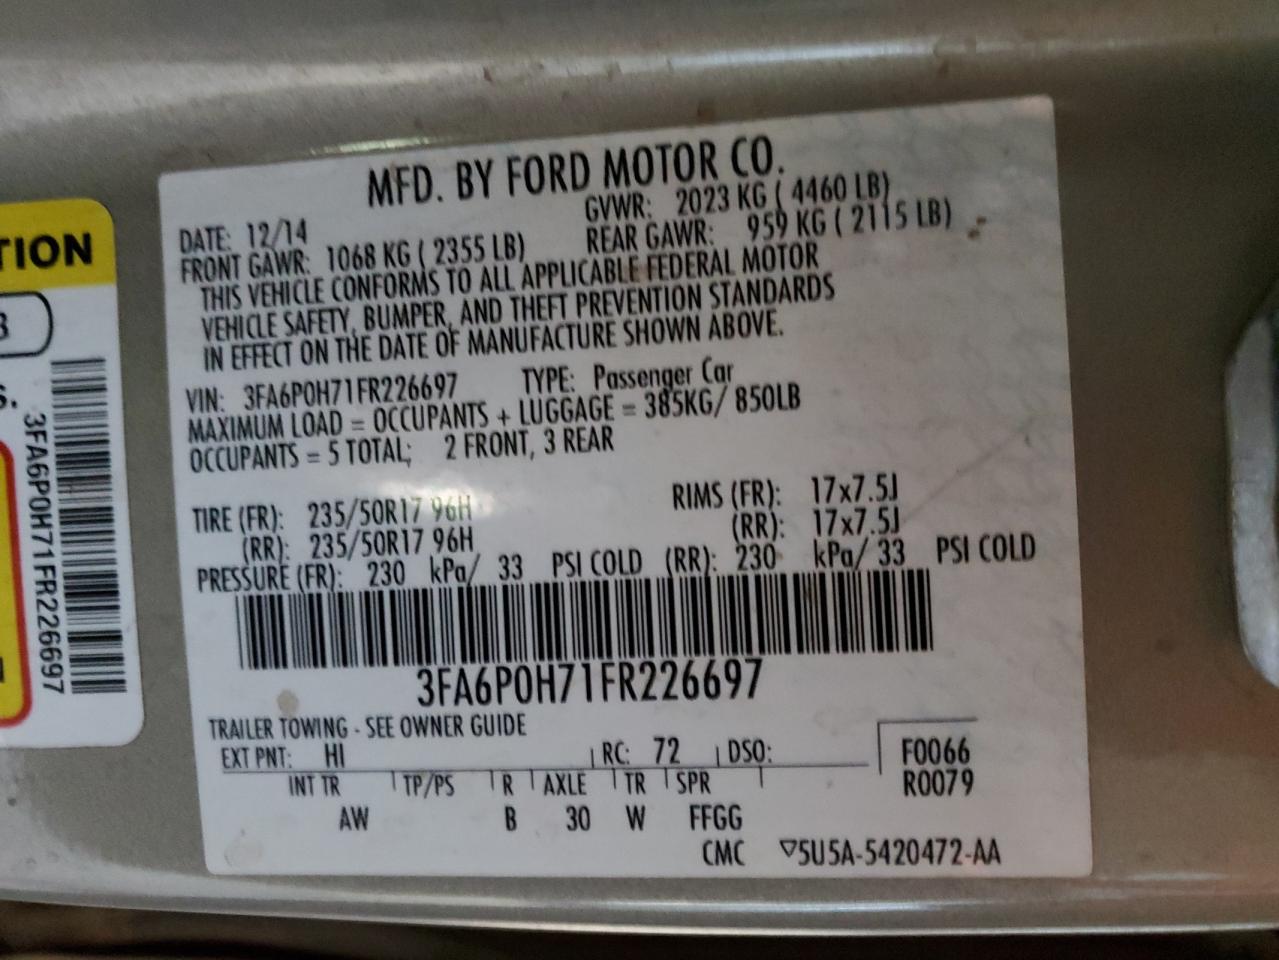 TION
3
S.
3FA6P0H71FR226697
MFD. BY FORD MOTOR CO.
DATE: 12/14 GVWR: 2023 KG ( 4460 LB)
FRONT GAWR: 1068 KG ( 2355 LB) REAR GAWR: 959 KG ( 2115 LB)
THIS VEHICLE CONFORMS TO ALL APPLICABLE FEDERAL MOTOR
VEHICLE SAFETY, BUMPER, AND THEFT PREVENTION STANDARDS
IN EFFECT ON THE DATE OF MANUFACTURE SHOWN ABOVE.
VIN: 3FA6P0H71FR226697 TYPE: Passenger Car
MAXIMUM LOAD = OCCUPANTS + LUGGAGE = 385KG/ 850LB
OCCUPANTS = 5 TOTAL; 2 FRONT, 3 REAR
TIRE (FR): 235/50R17 96H RIMS (FR): 17x7.5J
(RR): 235/50R17 96H (RR): 17x7.5J
PRESSURE (FR): 230 kPa/ 33 PSI COLD (RR): 230 kPa/ 33 PSI COLD
3FA6P0H71FR226697
TRAILER TOWING - SEE OWNER GUIDE
EXT PNT: HI RC: 72 DSO: F0066
INT TR TP/PS R AXLE TR SPR R0079
AW B 30 W FFGG
CMC ▽5U5A-5420472-AA